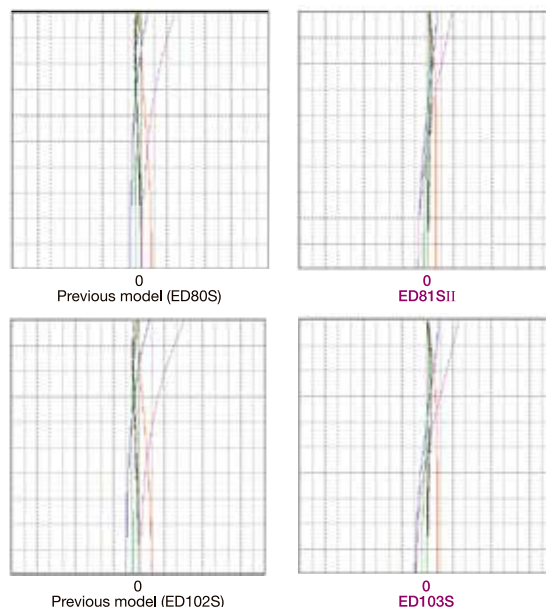 0
Previous model (ED80S)
0
ED81SII
0
Previous model (ED102S)
0
ED103S